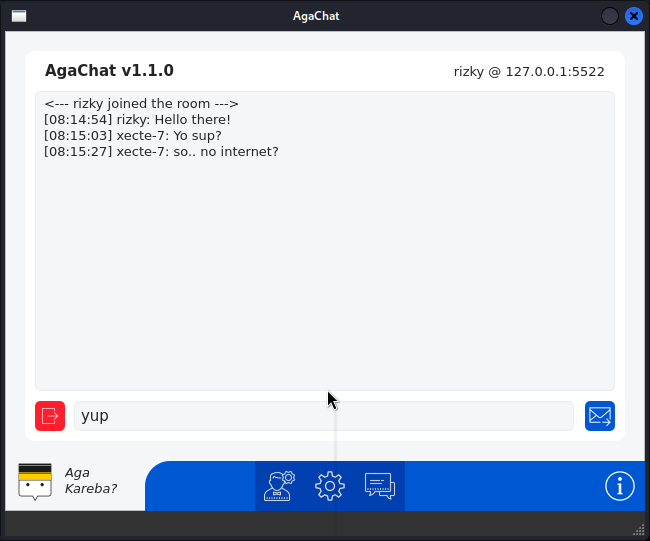 AgaChat
AgaChat v1.1.0
rizky @ 127.0.0.1:5522
<--- rizky joined the room --->
[08:14:54] rizky: Hello there!
[08:15:03] xecte-7: Yo sup?
[08:15:27] xecte-7: so.. no internet?
yup
Aga
Kareba?